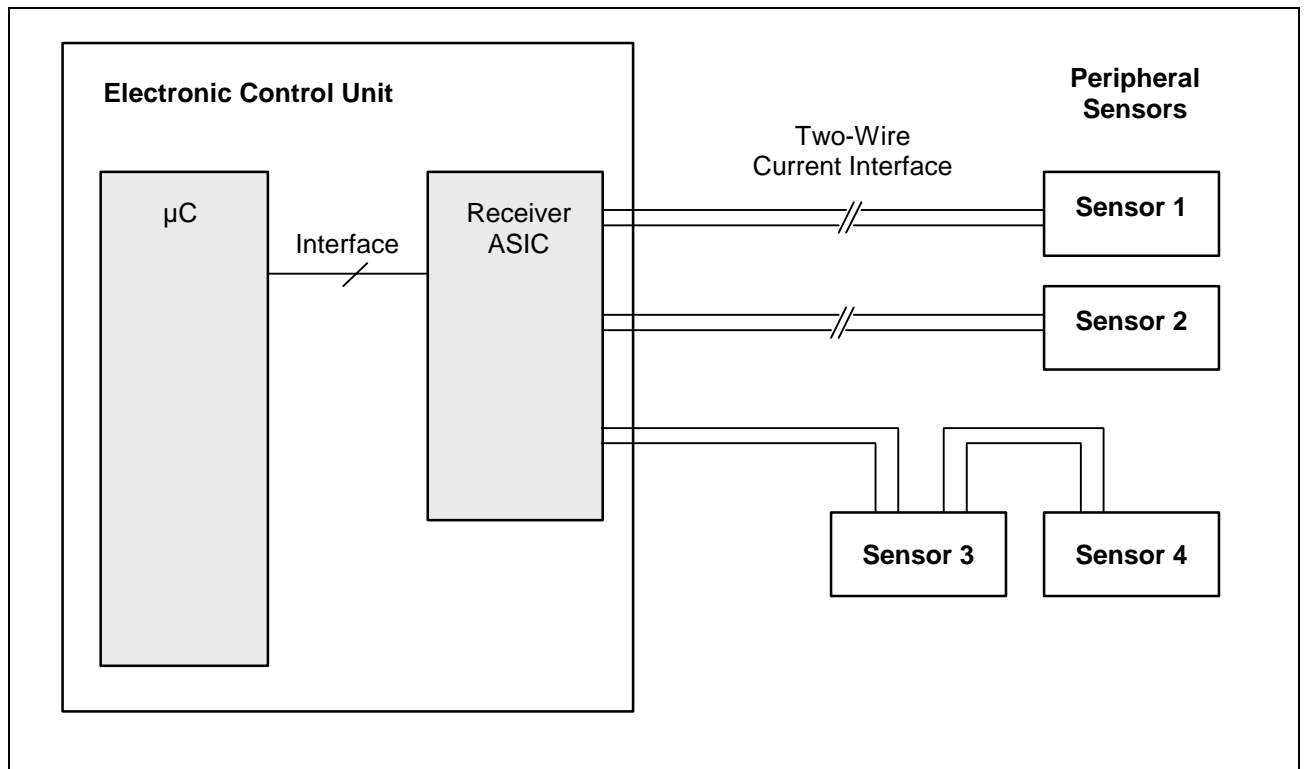 Electronic Control Unit
Peripheral
Sensors
Two-Wire
Current Interface
µC
Receiver
ASIC
Interface
Sensor 1
Sensor 2
Sensor 3
Sensor 4